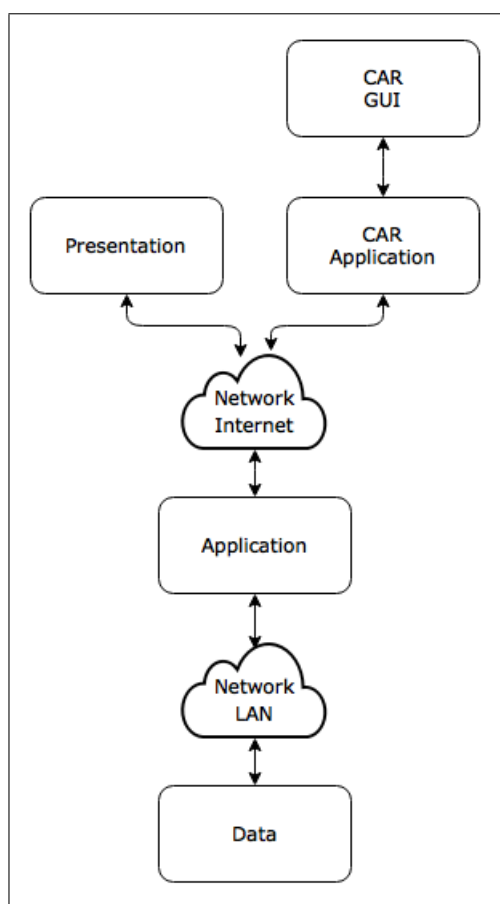 CAR
GUI
Presentation
CAR
Application
Network
Internet
Application
Network
LAN
Data